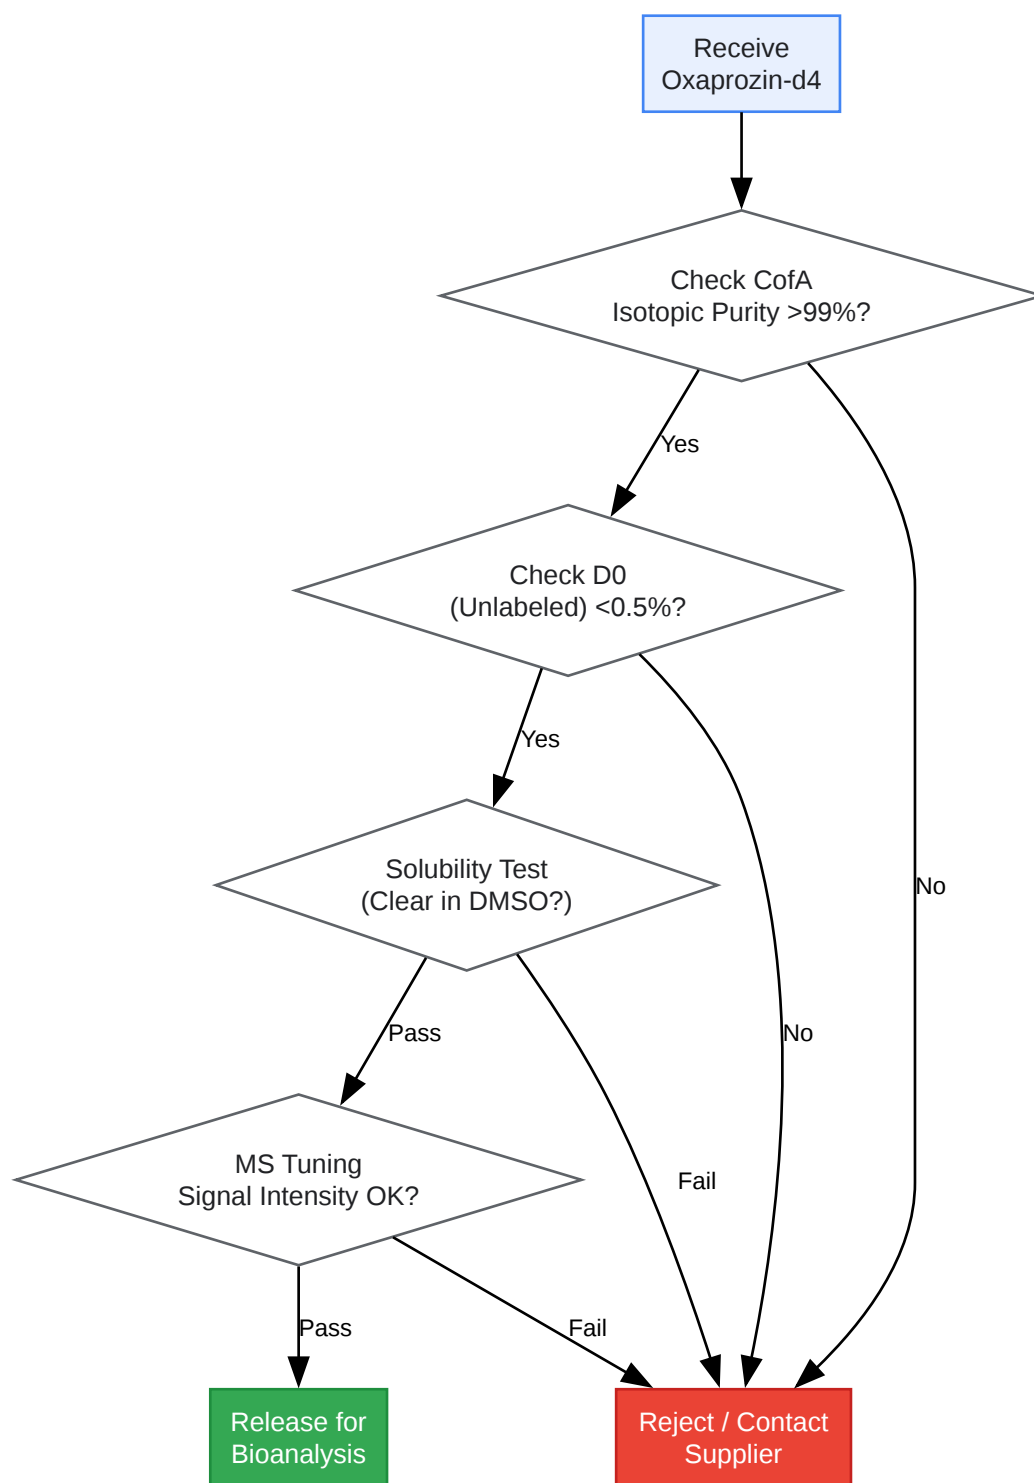 Receive
Oxaprozin-d4
Check CofA
Isotopic Purity >99%?
Yes
Check D0
(Unlabeled) <0.5%?
Yes
Solubility Test
(Clear in DMSO?)
No
Pass
No
MS Tuning
Signal Intensity OK?
Fail
Pass
Fail
Release for
Bioanalysis
Reject / Contact
Supplier